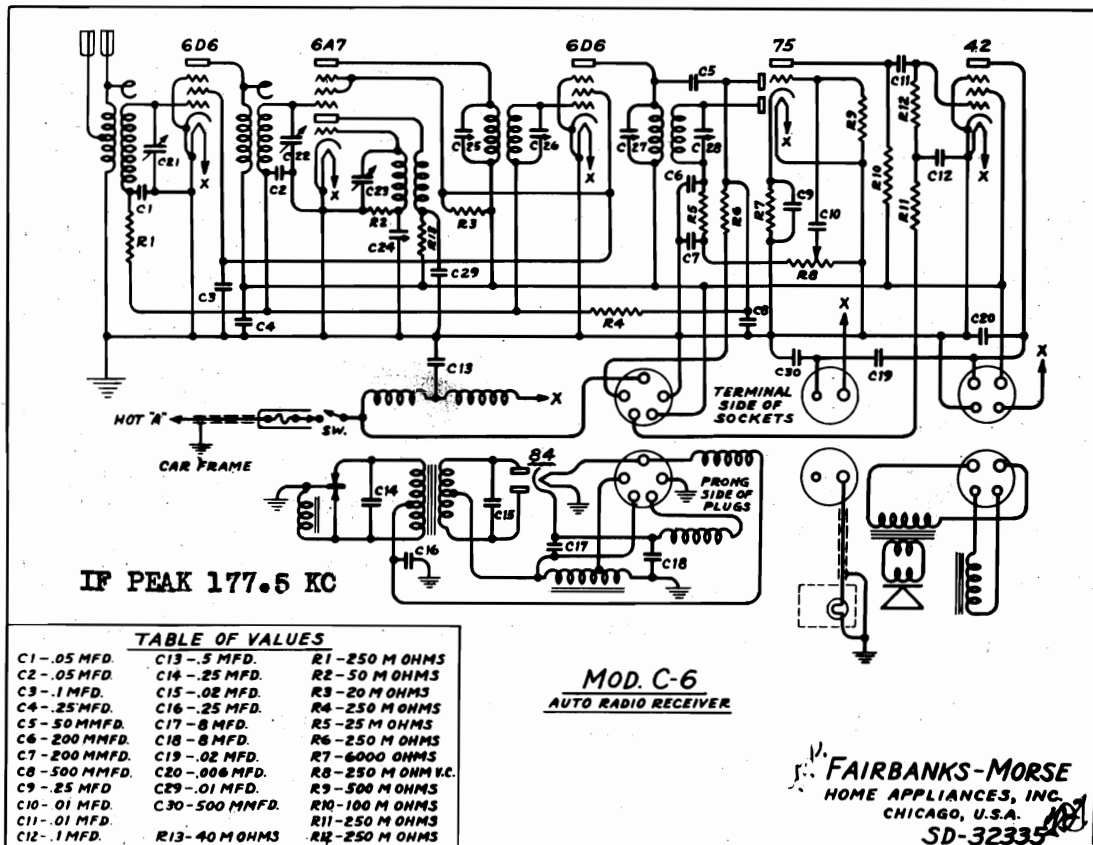 6D6 6A7 6D6 75 42
C5 C11
R12
R9
C21 C22 C25 C26 C27 C28
X X X X X
C23
C1 C2 C6 C12
R10
R1 R2 R3 R5 R6 R7 C9 C10 R11
C24 R12 C7
C29 R8
C3
C4 R4 C8 C20
X X
C13 C30 C19
X
TERMINAL
SIDE OF
SOCKETS
HOT "A"
SW.
CAR FRAME
84
PRONG
SIDE OF
PLUGS
C14 C15
C16 C17 C18
IF PEAK 177.5 KC
TABLE OF VALUES
C1-.05 MFD. C13-.5 MFD. R1-250 M OHMS
C2-.05 MFD. C14-.25 MFD. R2-50 M OHMS
C3-.1 MFD. C15-.02 MFD. R3-20 M OHMS
C4-.25 MFD. C16-.25 MFD. R4-250 M OHMS
C5-50 MMFD. C17-8 MFD. R5-25 M OHMS
C6-200 MMFD. C18-8 MFD. R6-250 M OHMS
C7-200 MMFD. C19-.02 MFD. R7-6000 OHMS
C8-500 MMFD. C20-.006 MFD. R8-250 M OHM V.C.
C9-.25 MFD C29-.01 MFD. R9-500 M OHMS
C10-.01 MFD. C30-500 MMFD. R10-100 M OHMS
C11-.01 MFD. R11-250 M OHMS
C12-.1 MFD. R13-40 M OHMS R12-250 M OHMS
MOD. C-6
AUTO RADIO RECEIVER
FAIRBANKS-MORSE
HOME APPLIANCES, INC.
CHICAGO, U.S.A.
SD-32335